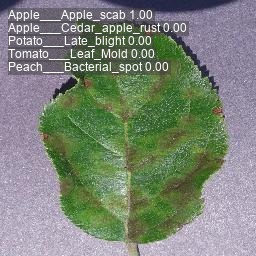 Apple___Apple_scab 1.00
Apple___Cedar_apple_rust 0.00
Potato___Late_blight 0.00
Tomato___Leaf_Mold 0.00
Peach___Bacterial_spot 0.00